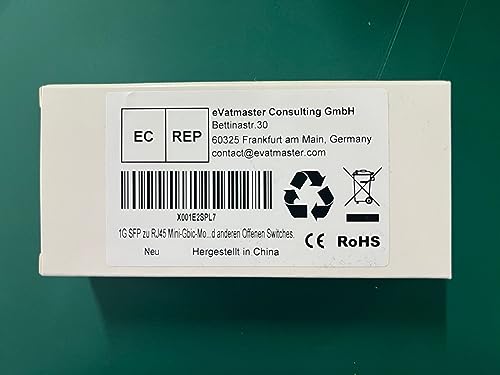 eVatmaster Consulting GmbH
Bettinastr.30
60325 Frankfurt am Main, Germany
contact@evatmaster.com
EC REP
X001E2SPL7
1G SFP zu RJ45 Mini-Gbic-Mo...d anderen Offenen Switches.
Neu Hergestellt in China
CE RoHS